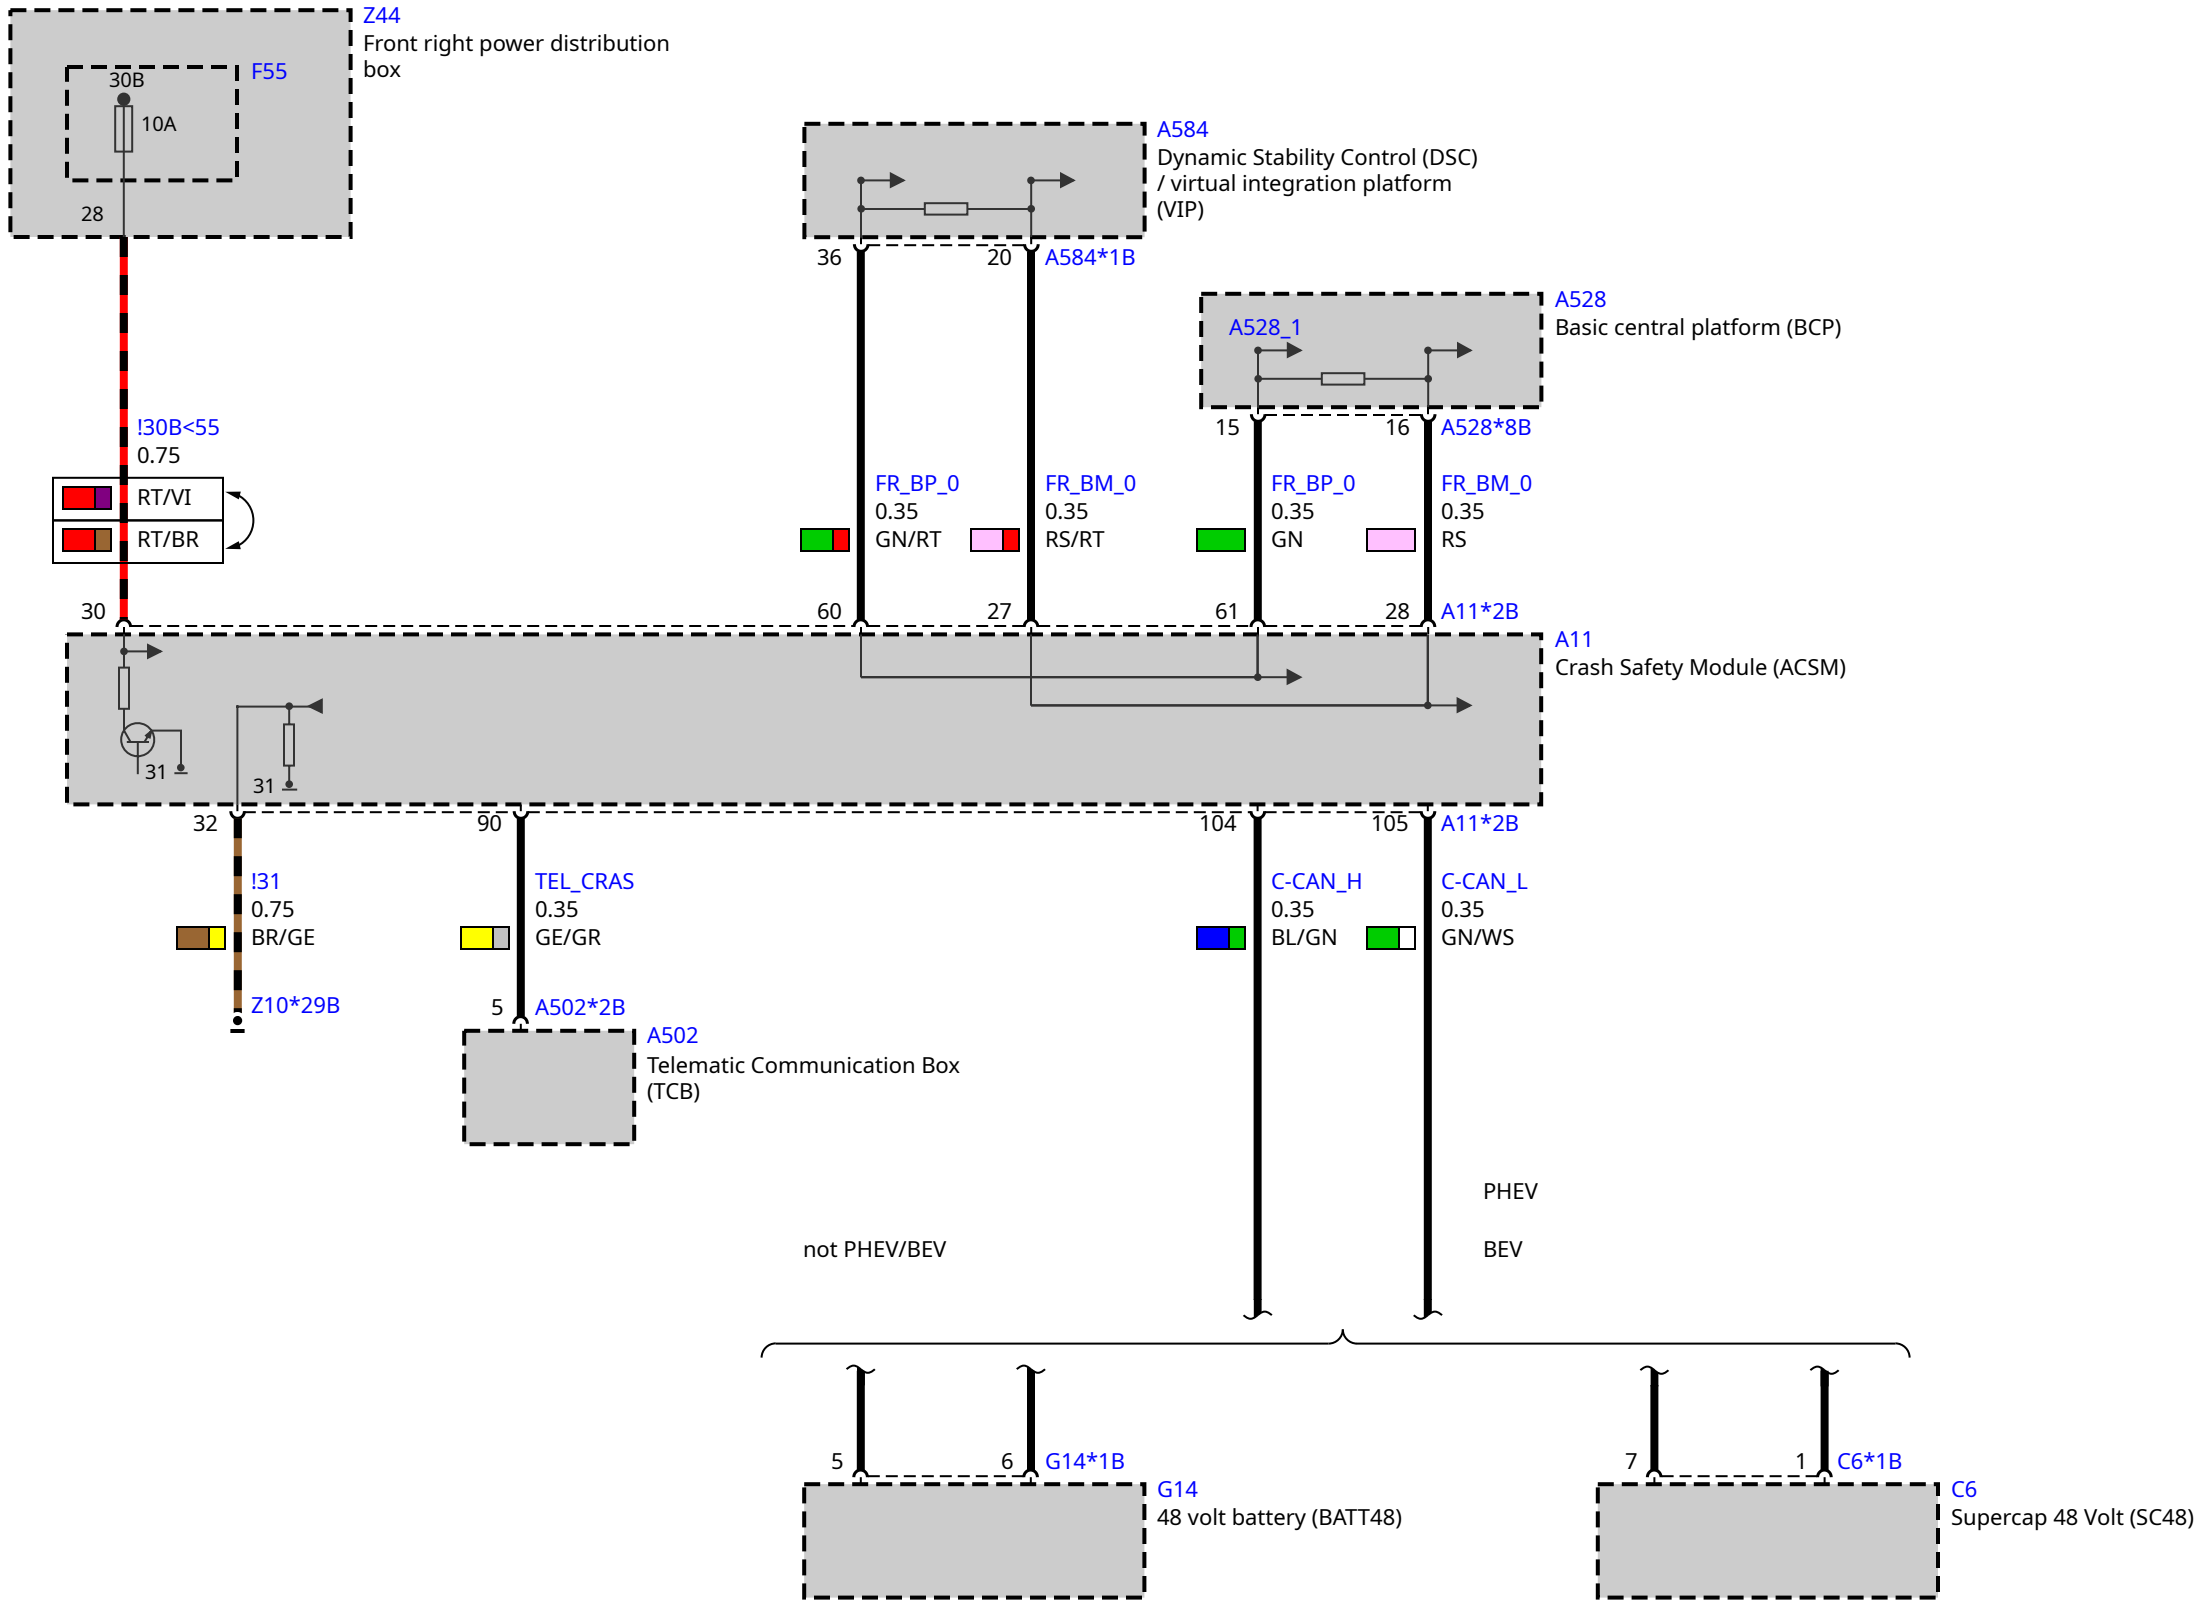 Z44
Front right power distribution
box
30B
F55
10A
28
A584
Dynamic Stability Control (DSC)
/ virtual integration platform
(VIP)
36
20
A584*1B
A528
Basic central platform (BCP)
A528_1
15
16
A528*8B
!30B<55
0.75
RT/VI
RT/BR
FR_BP_0
0.35
GN/RT
FR_BM_0
0.35
RS/RT
FR_BP_0
0.35
GN
FR_BM_0
0.35
RS
30
60
27
61
28
A11*2B
A11
Crash Safety Module (ACSM)
31
31
32
90
104
105
A11*2B
!31
0.75
BR/GE
TEL_CRAS
0.35
GE/GR
C-CAN_H
0.35
BL/GN
C-CAN_L
0.35
GN/WS
Z10*29B
5
A502*2B
A502
Telematic Communication Box
(TCB)
PHEV
not PHEV/BEV
BEV
5
6
G14*1B
7
1
C6*1B
G14
48 volt battery (BATT48)
C6
Supercap 48 Volt (SC48)